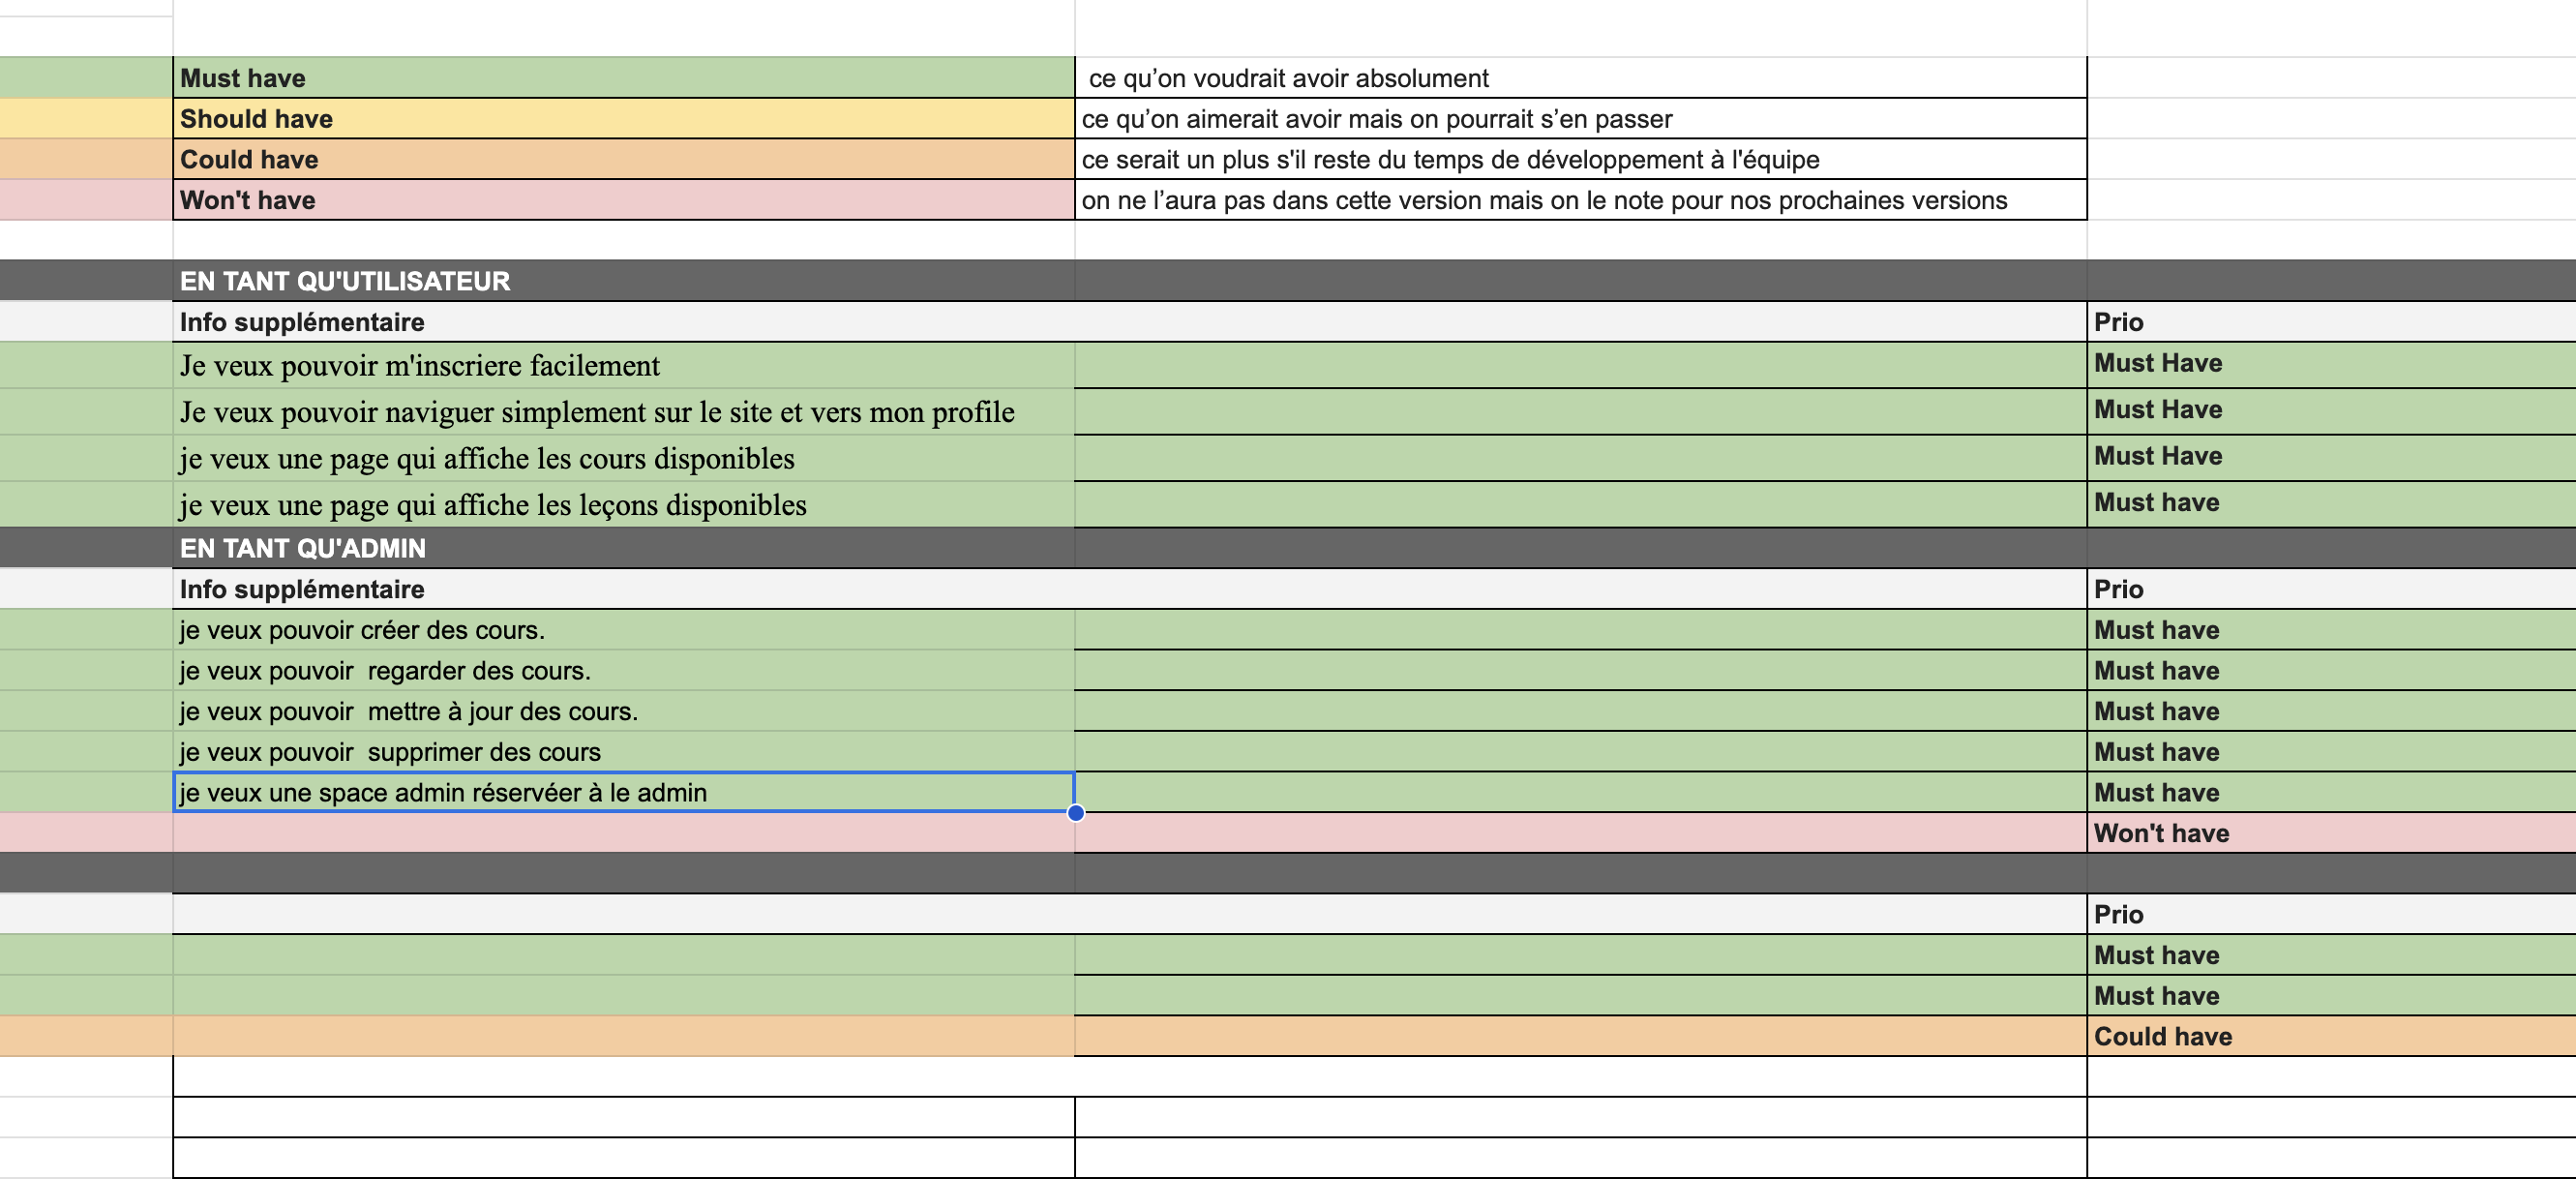 Must have ce qu’on voudrait avoir absolument
Should have ce qu’on aimerait avoir mais on pourrait s’en passer
Could have ce serait un plus s'il reste du temps de développement à l'équipe
Won't have on ne l’aura pas dans cette version mais on le note pour nos prochaines versions
EN TANT QU'UTILISATEUR
Info supplémentaire Prio
Je veux pouvoir m'inscriere facilement Must Have
Je veux pouvoir naviguer simplement sur le site et vers mon profile Must Have
je veux une page qui affiche les cours disponibles Must Have
je veux une page qui affiche les leçons disponibles Must have
EN TANT QU'ADMIN
Info supplémentaire Prio
je veux pouvoir créer des cours. Must have
je veux pouvoir  regarder des cours. Must have
je veux pouvoir  mettre à jour des cours. Must have
je veux pouvoir  supprimer des cours Must have
je veux une space admin réservéer à le admin Must have
Won't have
Prio
Must have
Must have
Could have